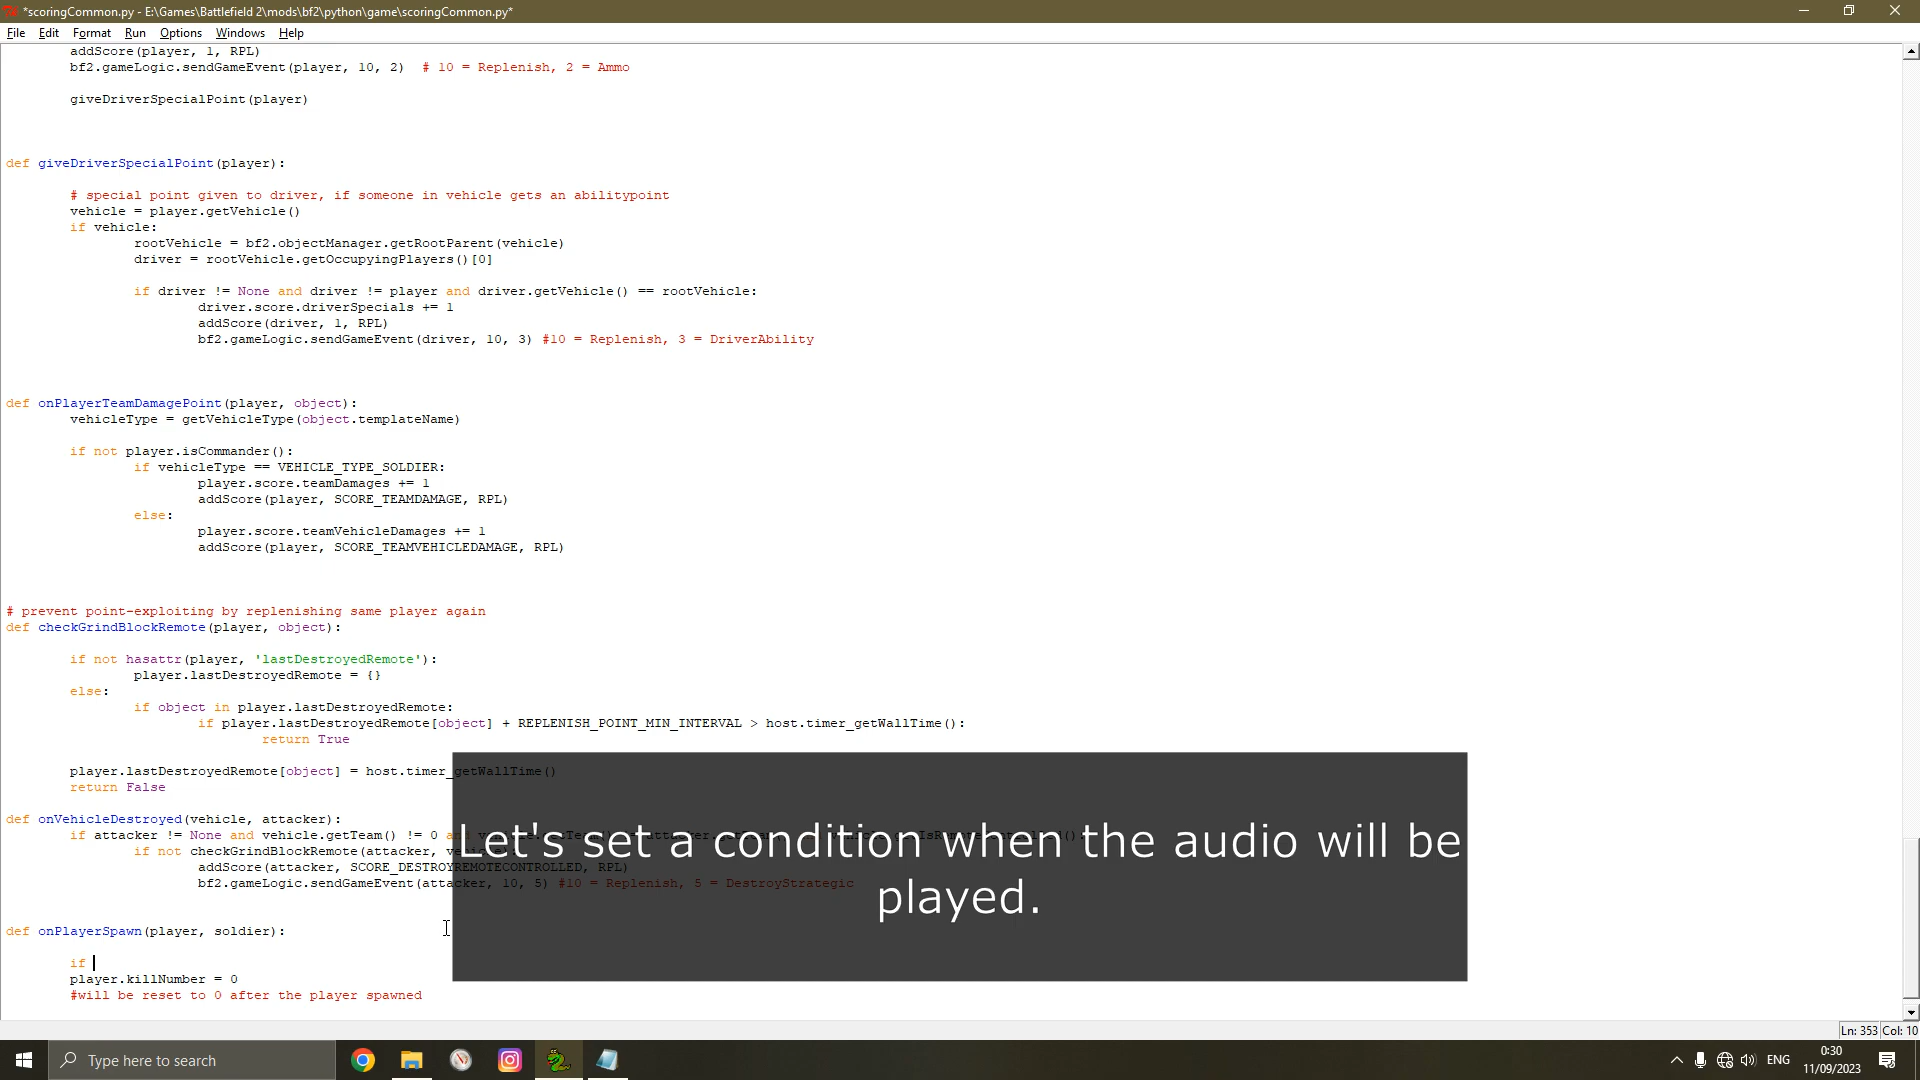 *scoringCommon.py - E:\Games\Battlefield 2\mods\bf2\python\game\scoringCommon.py*
File Edit Format Run Options Windows Help
addScore(player, 1, RPL)
bf2.gameLogic.sendGameEvent(player, 10, 2)  # 10 = Replenish, 2 = Ammo
giveDriverSpecialPoint(player)
def giveDriverSpecialPoint(player):
# special point given to driver, if someone in vehicle gets an abilitypoint
vehicle = player.getVehicle()
if vehicle:
rootVehicle = bf2.objectManager.getRootParent(vehicle)
driver = rootVehicle.getOccupyingPlayers()[0]
if driver != None and driver != player and driver.getVehicle() == rootVehicle:
driver.score.driverSpecials += 1
addScore(driver, 1, RPL)
bf2.gameLogic.sendGameEvent(driver, 10, 3) #10 = Replenish, 3 = DriverAbility
def onPlayerTeamDamagePoint(player, object):
vehicleType = getVehicleType(object.templateName)
if not player.isCommander():
if vehicleType == VEHICLE_TYPE_SOLDIER:
player.score.teamDamages += 1
addScore(player, SCORE_TEAMDAMAGE, RPL)
else:
player.score.teamVehicleDamages += 1
addScore(player, SCORE_TEAMVEHICLEDAMAGE, RPL)
# prevent point-exploiting by replenishing same player again
def checkGrindBlockRemote(player, object):
if not hasattr(player, 'lastDestroyedRemote'):
player.lastDestroyedRemote = {}
else:
if object in player.lastDestroyedRemote:
if player.lastDestroyedRemote[object] + REPLENISH_POINT_MIN_INTERVAL > host.timer_getWallTime():
return True
player.lastDestroyedRemote[object] = host.timer_getWallTime()
return False
def onVehicleDestroyed(vehicle, attacker):
if attacker != None and vehicle.getTeam() != 0
if not checkGrindBlockRemote(attacker,
addScore(attacker, SCORE_DESTROYREMOTECONTROLLED, RPL)
bf2.gameLogic.sendGameEvent(attacker, 10, 5) #10 = Replenish, 5 = DestroyStrategic
Let's set a condition when the audio will be
played.
def onPlayerSpawn(player, soldier):
if
player.killNumber = 0
#will be reset to 0 after the player spawned
Ln: 353 Col: 10
Type here to search
ENG
0:30
11/09/2023